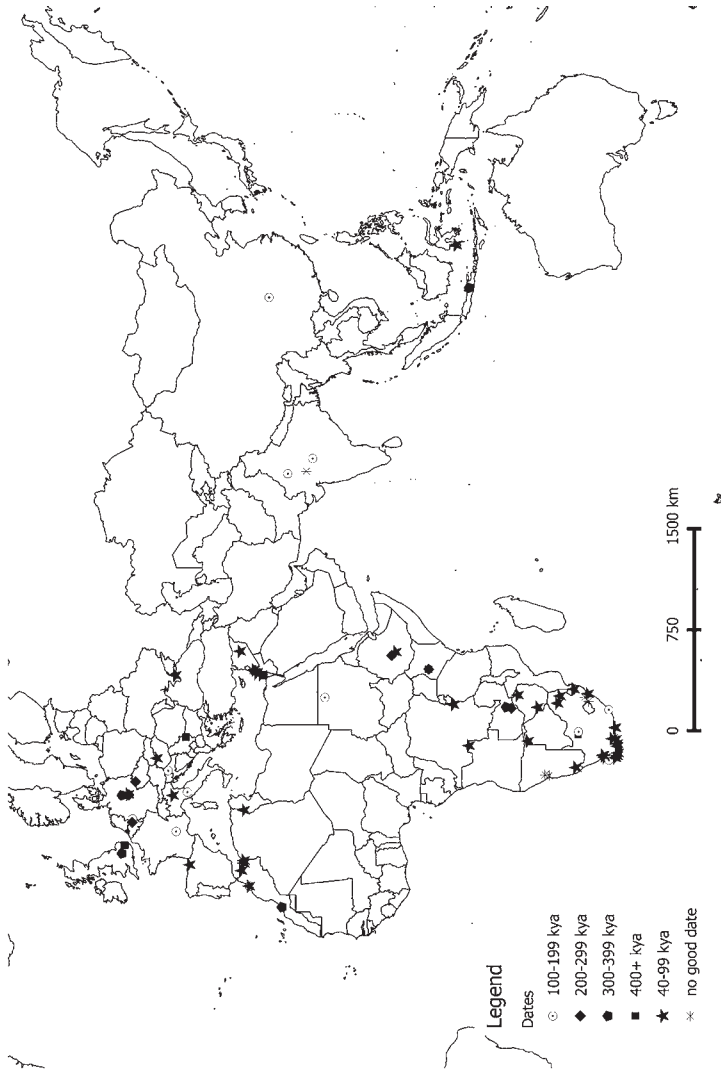 Legend
Dates
100-199 kya
200-299 kya
300-399 kya
400+ kya
40-99 kya
no good date
0 750 1500 km